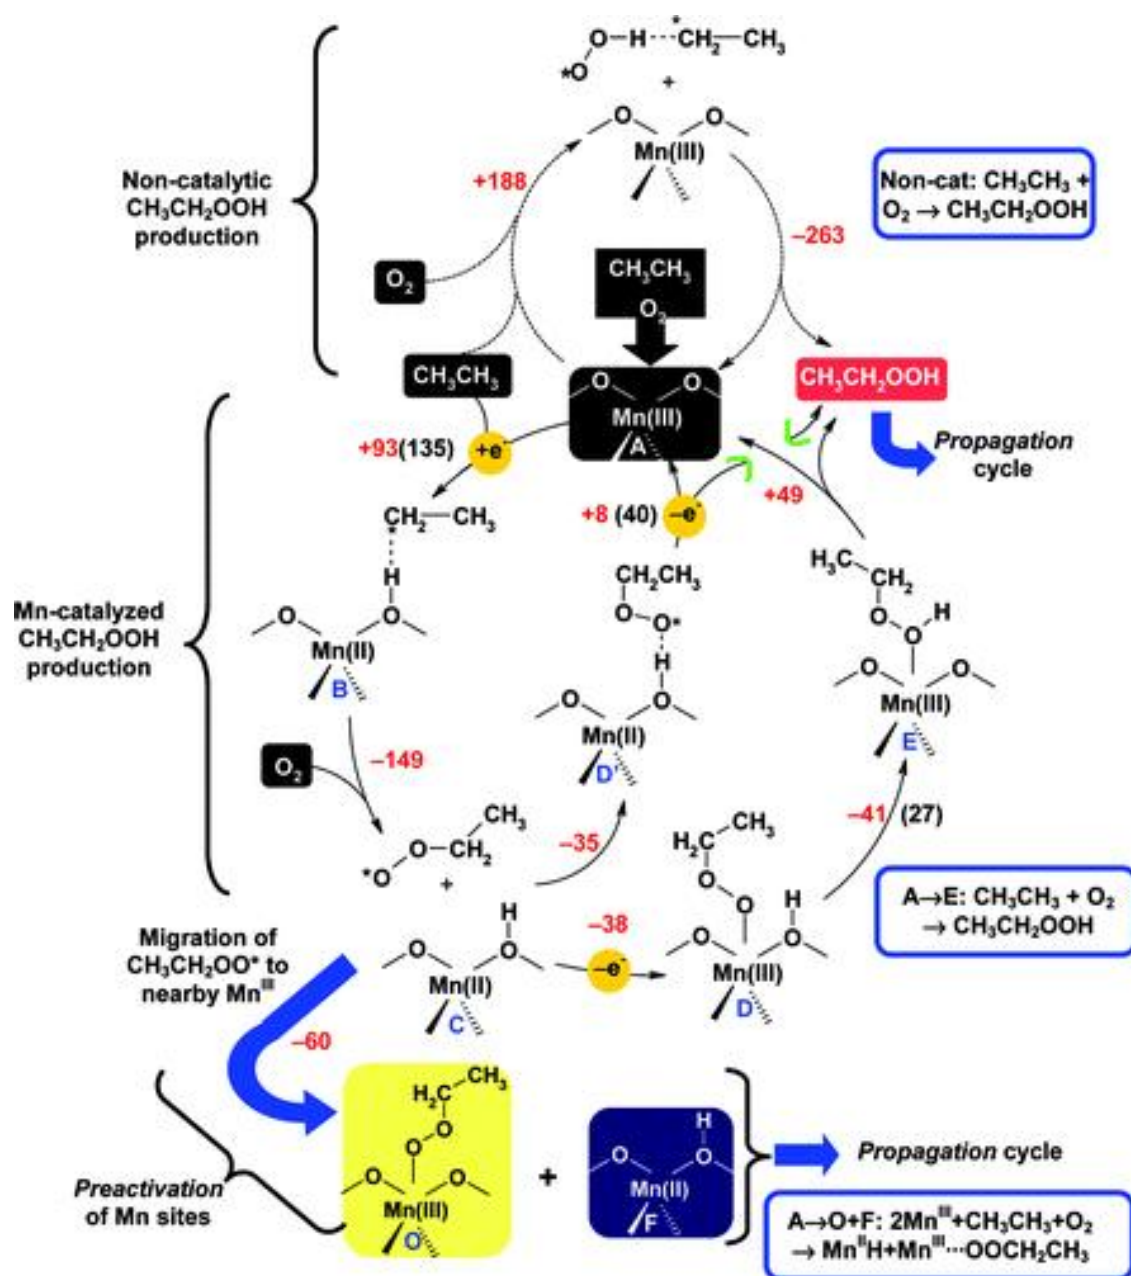 O–H---*CH₂–CH₃
O
*O
+
O O
Mn(III)
Non-catalytic
CH₃CH₂OOH
production
+188
–263
Non-cat: CH₃CH₃ +
O₂ → CH₃CH₂OOH
O₂
CH₃CH₃
O₂
CH₃CH₃
O O
Mn(III)
A
CH₃CH₂OOH
Propagation
cycle
+93(135)
+e⁻
+8 (40)
–e⁻
+49
*CH₂–CH₃
H
O O
Mn(II)
B
CH₂CH₃
O
O*
H
O O
Mn(II)
D'
H₃C
CH₂
O H
O
O O
Mn(III)
E
Mn-catalyzed
CH₃CH₂OOH
production
O₂
–149
CH₃
*O O–CH₂
+
–35
–41 (27)
CH₃
H₂C
O
O H
O O
Mn(III)
D
A→E: CH₃CH₃ + O₂
→ CH₃CH₂OOH
Migration of
CH₃CH₂OO* to
nearby Mnᴵᴵᴵ
H
O O
Mn(II)
C
–38
–e⁻
–60
CH₃
H₂C
O
O
O O
Mn(III)
O
+
H
O O
Mn(II)
F
Propagation cycle
Preactivation
of Mn sites
A→O+F: 2Mnᴵᴵᴵ+CH₃CH₃+O₂
→ MnᴵᴵH+Mnᴵᴵᴵ···OOCH₂CH₃